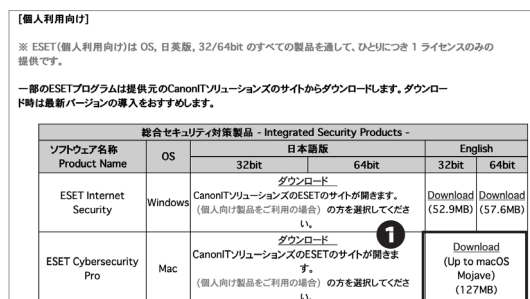 [個人利用向け]
※ ESET(個人利用向け)は OS, 日英版, 32/64bit のすべての製品を通して、ひとりにつき 1 ライセンスのみの
提供です。
一部のESETプログラムは提供元のCanonITソリューションズのサイトからダウンロードします。ダウンロー
ド時は最新バージョンの導入をおすすめします。
総合セキュリティ対策製品 - Integrated Security Products -
ソフトウェア名称
Product Name
OS
日本語版
English
32bit
64bit
32bit
64bit
ESET Internet
Security
Windows
ダウンロード
CanonITソリューションズのESETのサイトが開きます。
(個人向け製品をご利用の場合) の方を選択してくださ
い。
Download
(52.9MB)
Download
(57.6MB)
ESET Cybersecurity
Pro
Mac
ダウンロード
CanonITソリューションズのESETのサイトが開きま
す。
(個人向け製品をご利用の場合) の方を選択してくださ
い。
1
Download
(Up to macOS
Mojave)
(127MB)